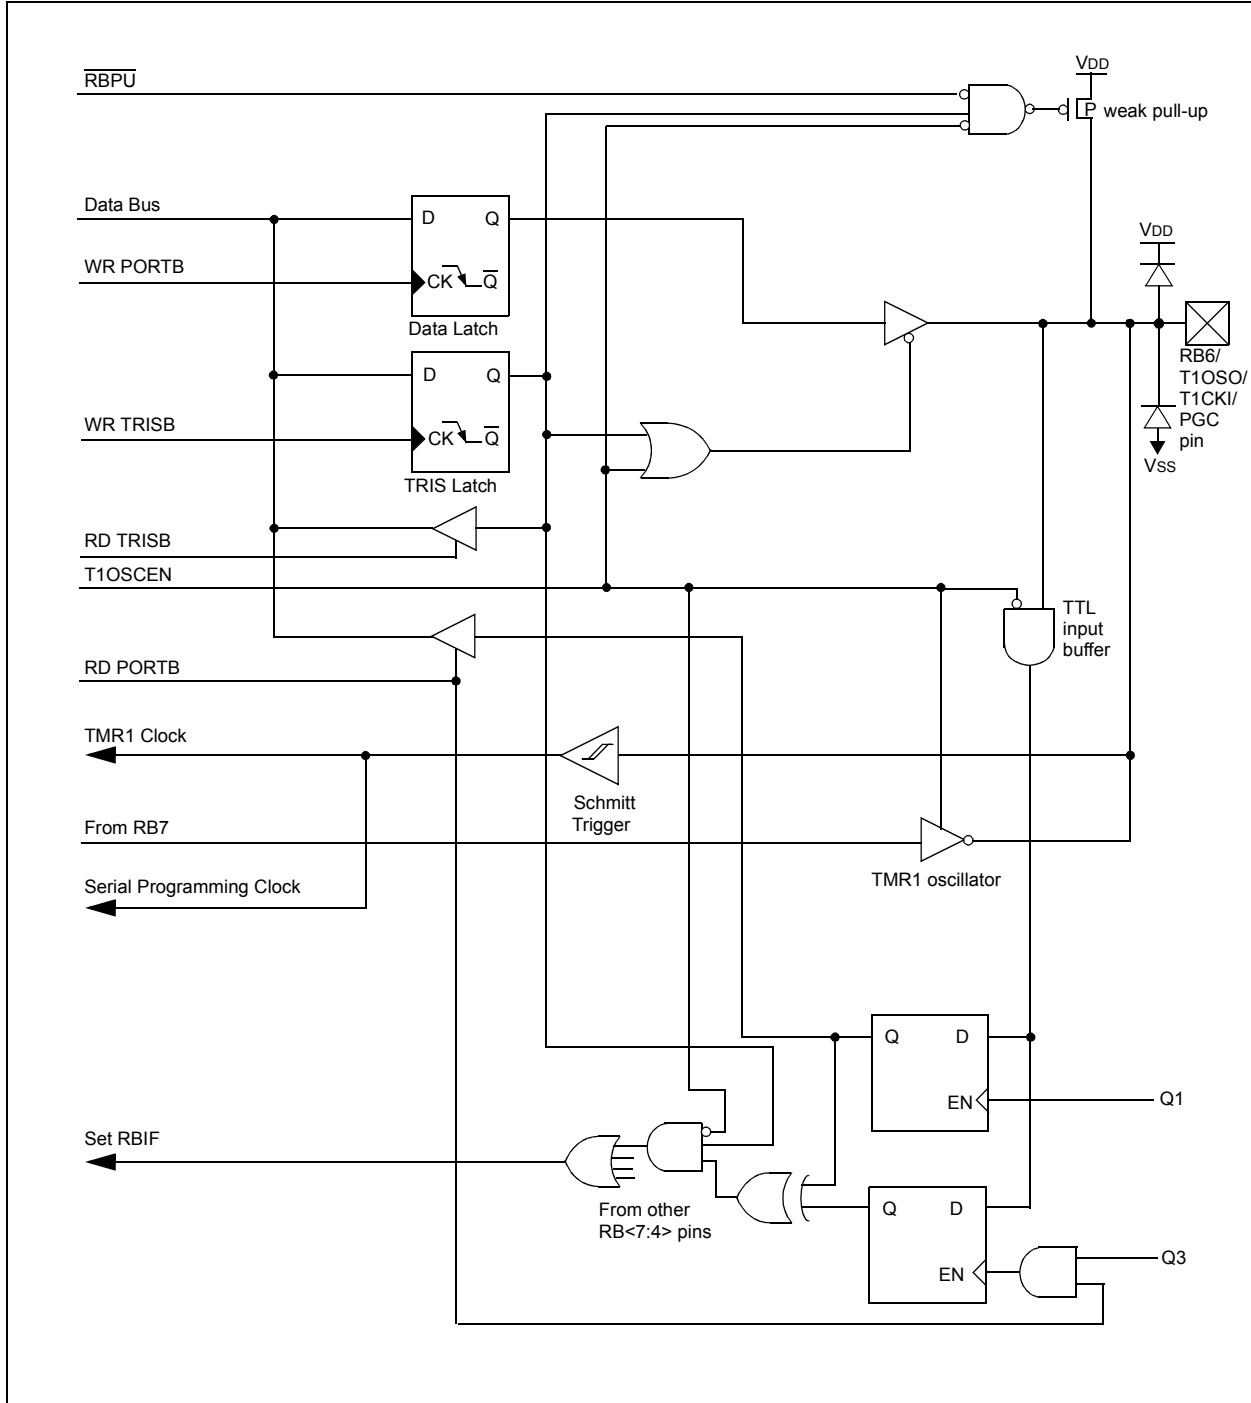 RBPU
VDD
P
weak pull-up
Data Bus
D
Q
VDD
WR PORTB
CK
Q
Data Latch
RB6/
T1OSO/
T1CKI/
PGC
pin
D
Q
WR TRISB
CK
Q
VSS
TRIS Latch
RD TRISB
T1OSCEN
TTL
input
buffer
RD PORTB
TMR1 Clock
Schmitt
Trigger
From RB7
TMR1 oscillator
Serial Programming Clock
Q
D
EN
Q1
Set RBIF
From other
RB<7:4> pins
Q
D
EN
Q3